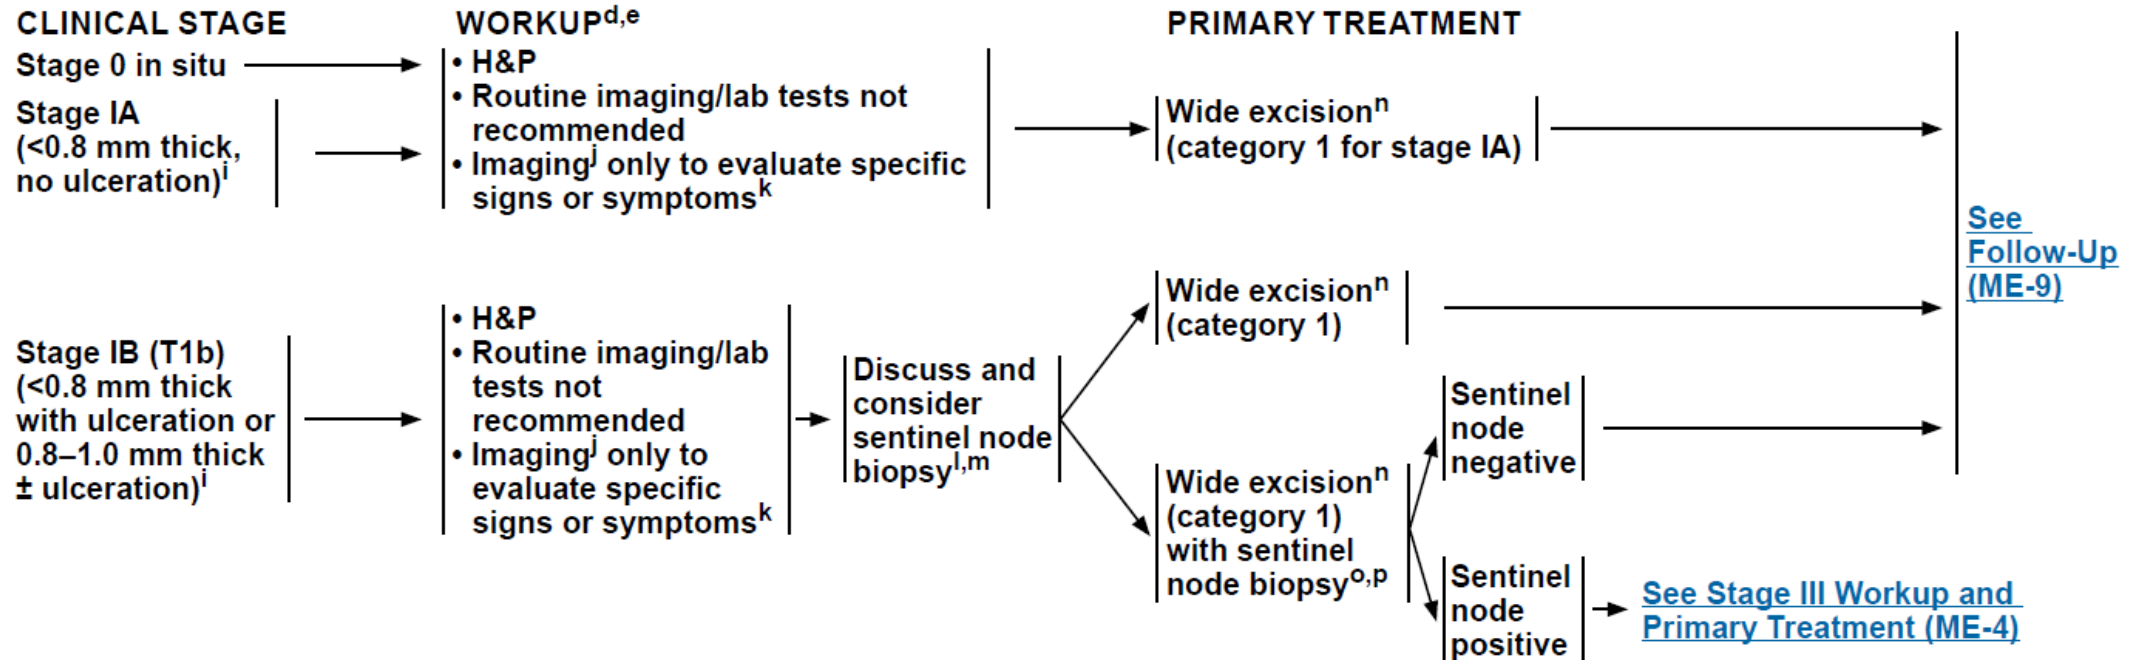 CLINICAL STAGE
WORKUPd,e
PRIMARY TREATMENT
Stage 0 in situ
Stage IA
(<0.8 mm thick,
no ulceration)i
• H&P
• Routine imaging/lab tests not
recommended
• Imagingj only to evaluate specific
signs or symptomsk
Wide excisionn
(category 1 for stage IA)
See
Follow-Up
(ME-9)
Stage IB (T1b)
(<0.8 mm thick
with ulceration or
0.8–1.0 mm thick
± ulceration)i
• H&P
• Routine imaging/lab
tests not
recommended
• Imagingj only to
evaluate specific
signs or symptomsk
Discuss and
consider
sentinel node
biopsyl,m
Wide excisionn
(category 1)
Wide excisionn
(category 1)
with sentinel
node biopsyo,p
Sentinel
node
negative
Sentinel
node
positive
See Stage III Workup and
Primary Treatment (ME-4)